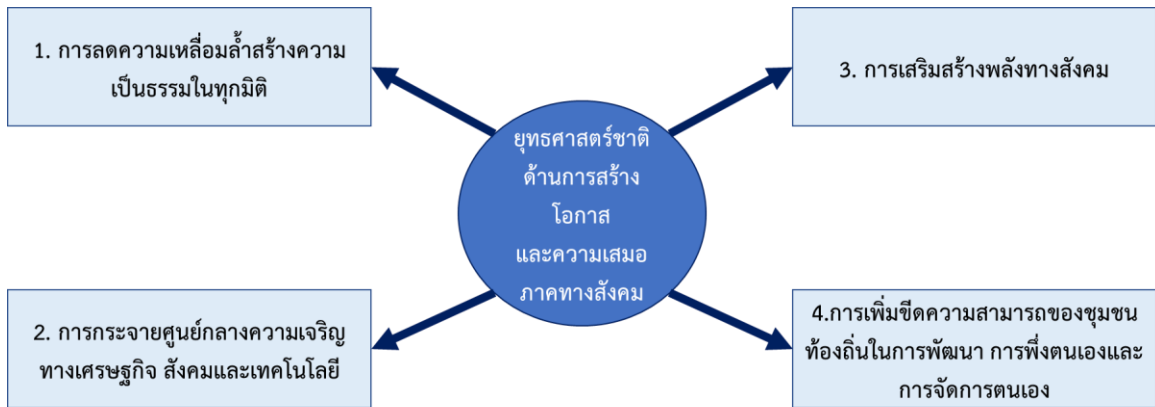 1. การลดความเหลื่อมล้ำสร้างความ
เป็นธรรมในทุกมิติ
3. การเสริมสร้างพลังทางสังคม
ยุทธศาสตร์ชาติ
ด้านการสร้าง
โอกาส
และความเสมอ
ภาคทางสังคม
2. การกระจายศูนย์กลางความเจริญ
ทางเศรษฐกิจ สังคมและเทคโนโลยี
4.การเพิ่มขีดความสามารถของชุมชน
ท้องถิ่นในการพัฒนา การพึ่งตนเองและ
การจัดการตนเอง